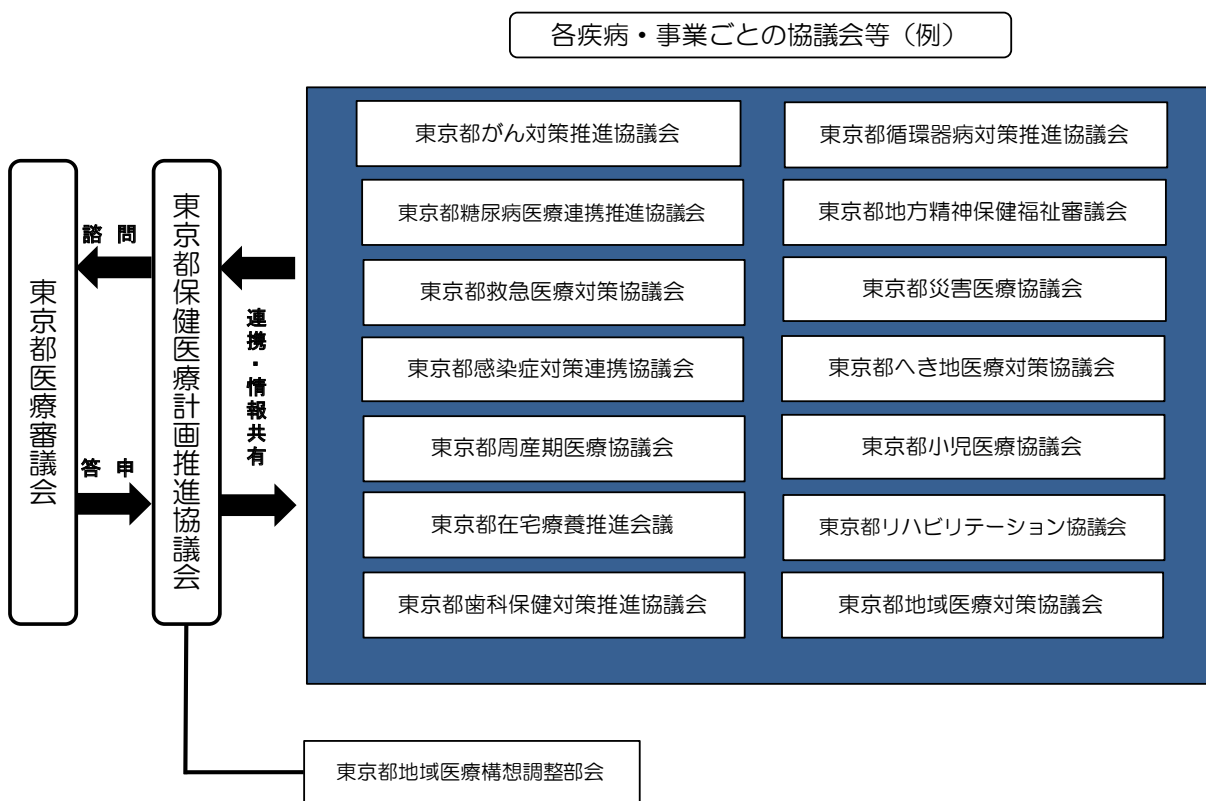 各疾病・事業ごとの協議会等（例）
東京都医療審議会
諮問
答申
東京都保健医療計画推進協議会
連携・情報共有
東京都がん対策推進協議会
東京都循環器病対策推進協議会
東京都糖尿病医療連携推進協議会
東京都地方精神保健福祉審議会
東京都救急医療対策協議会
東京都災害医療協議会
東京都感染症対策連携協議会
東京都へき地医療対策協議会
東京都周産期医療協議会
東京都小児医療協議会
東京都在宅療養推進会議
東京都リハビリテーション協議会
東京都歯科保健対策推進協議会
東京都地域医療対策協議会
東京都地域医療構想調整部会